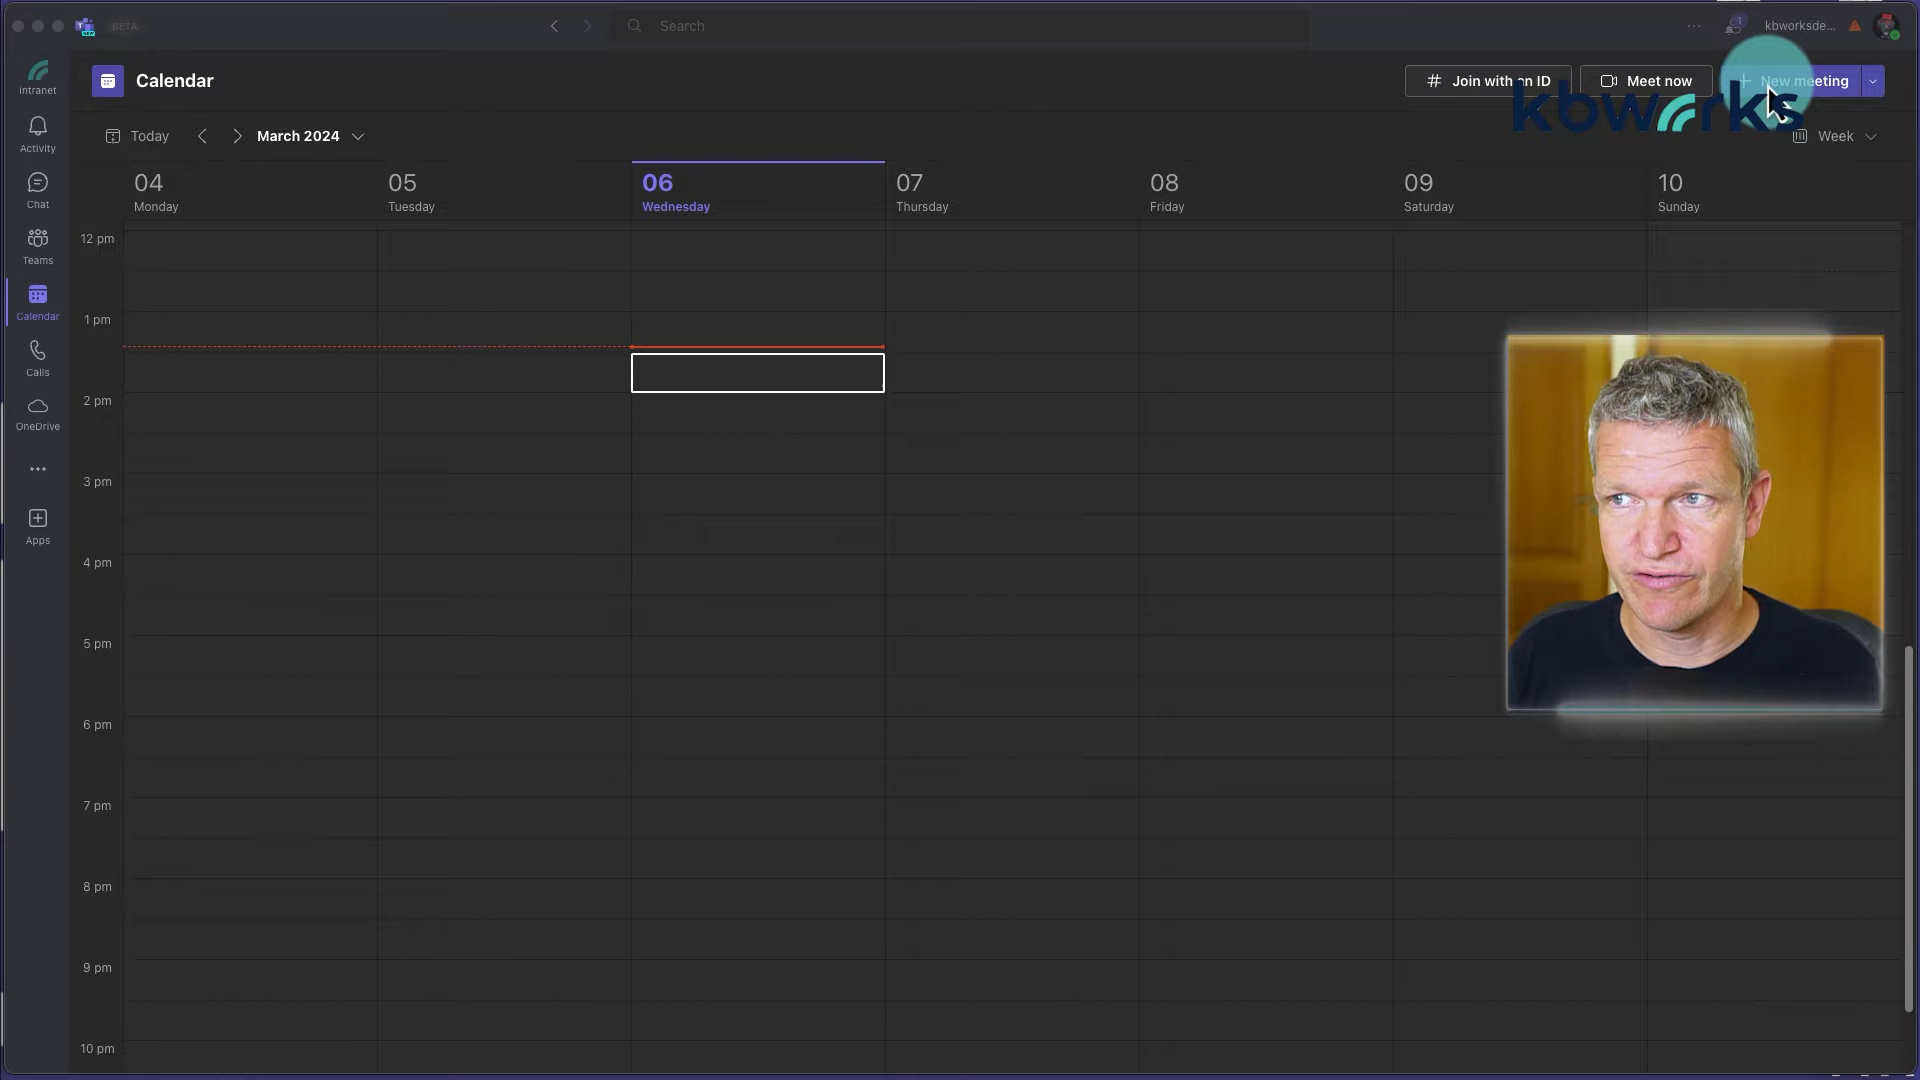 BETA
Search
kbworksde...
1
NEW
Intranet
Activity
Chat
Teams
Calendar
Calls
OneDrive
Apps
Calendar
Join with an ID
Meet now
New meeting
kbworks
Today
March 2024
Week
04
Monday
05
Tuesday
06
Wednesday
07
Thursday
08
Friday
09
Saturday
10
Sunday
12 pm
1 pm
2 pm
3 pm
4 pm
5 pm
6 pm
7 pm
8 pm
9 pm
10 pm